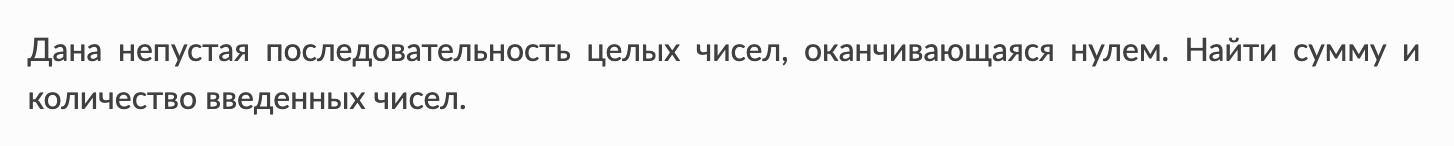 Дана непустая последовательность целых чисел, оканчивающаяся нулем. Найти сумму и
количество введенных чисел.